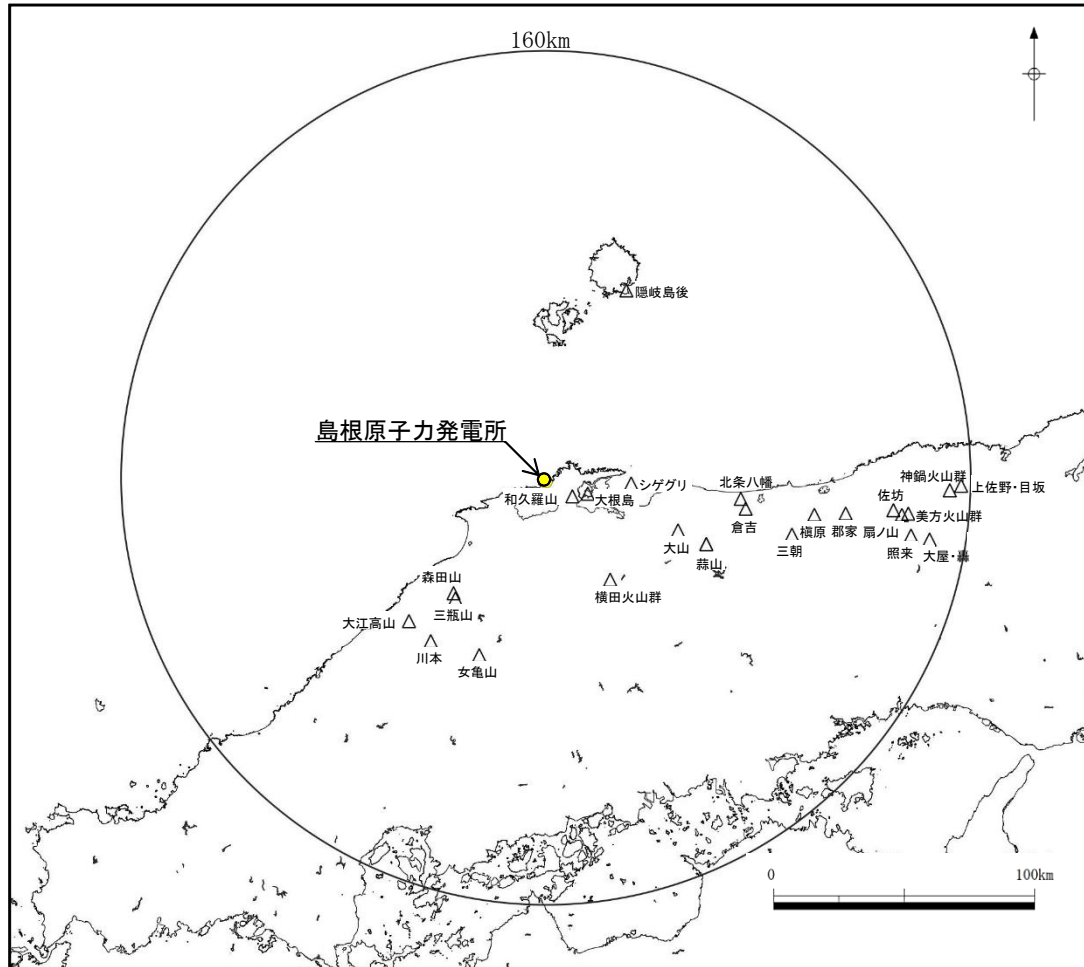 160km
隠岐島後
島根原子力発電所
和久羅山
大根島
シゲグリ
北条八幡
倉吉
神鍋火山群
上佐野・目坂
佐坊
美方火山群
槇原
郡家
扇ノ山
照来
大屋・轟
三朝
大山
蒜山
横田火山群
森田山
三瓶山
大江高山
川本
女亀山
0
100km